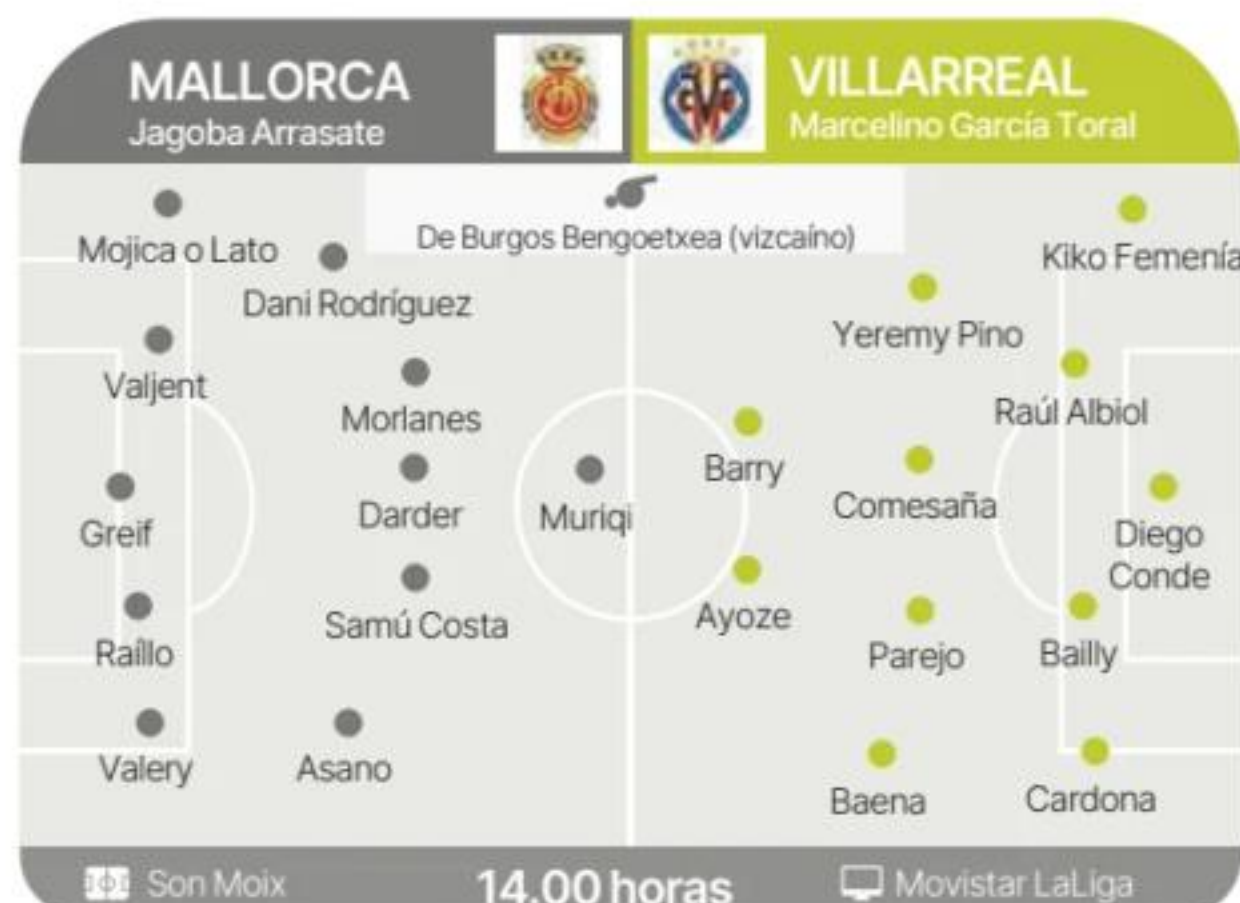 MALLORCA
Jagoba Arrasate
VILLARREAL
Marcelino García Toral
De Burgos Bengoetxea (vizcaíno)
Mojica o Lato
Dani Rodríguez
Valjent
Morlanes
Greif
Darder
Muriqi
Raíllo
Samú Costa
Valery
Asano
Kiko Femenía
Yeremy Pino
Raúl Albiol
Barry
Comesaña
Diego
Conde
Ayoze
Parejo
Bailly
Baena
Cardona
Son Moix
14.00 horas
Movistar LaLiga